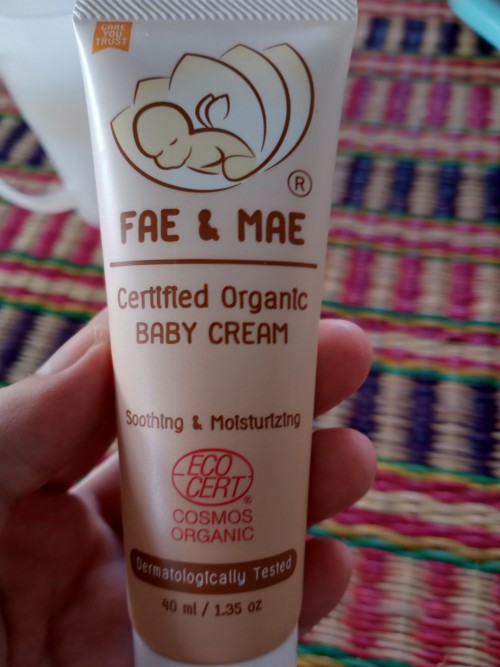 CARE
YOU
TRUST
®
FAE & MAE
Certified Organic
BABY CREAM
Soothing & Moisturizing
ECO
CERT®
COSMOS
ORGANIC
Dermatologically Tested
40 ml / 1.35 oz